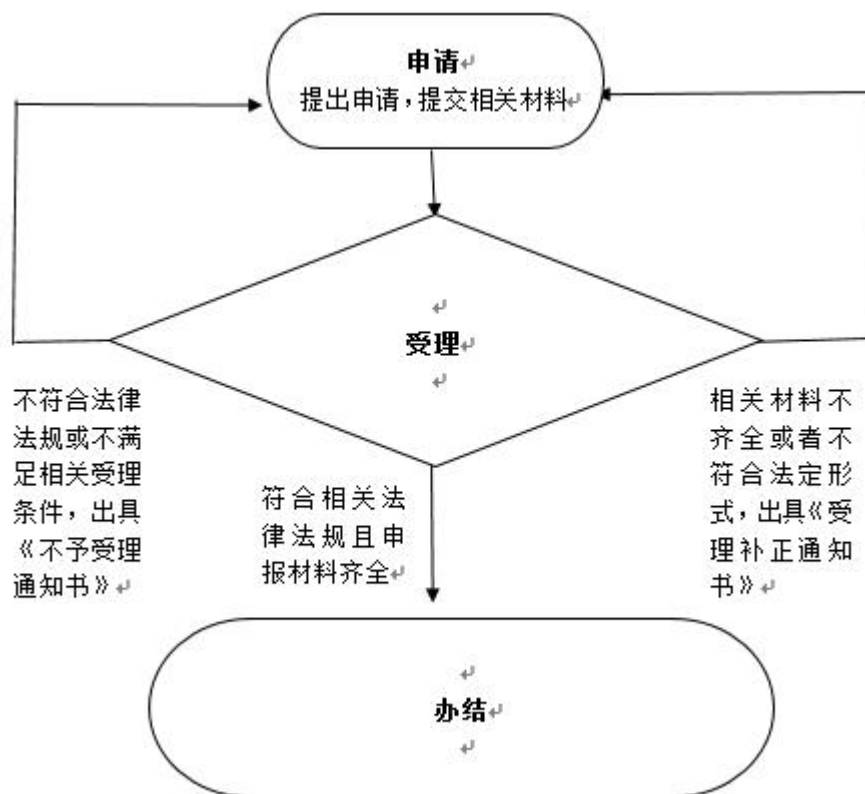 申请
提出申请，提交相关材料
受理
不符合法律
法规或不满
足相关受理
条件，出具
《不予受理
通知书》
符合相关法
律法规且申
报材料齐全
相关材料不
齐全或者不
符合法定形
式，出具《受
理补正通知
书》
办结